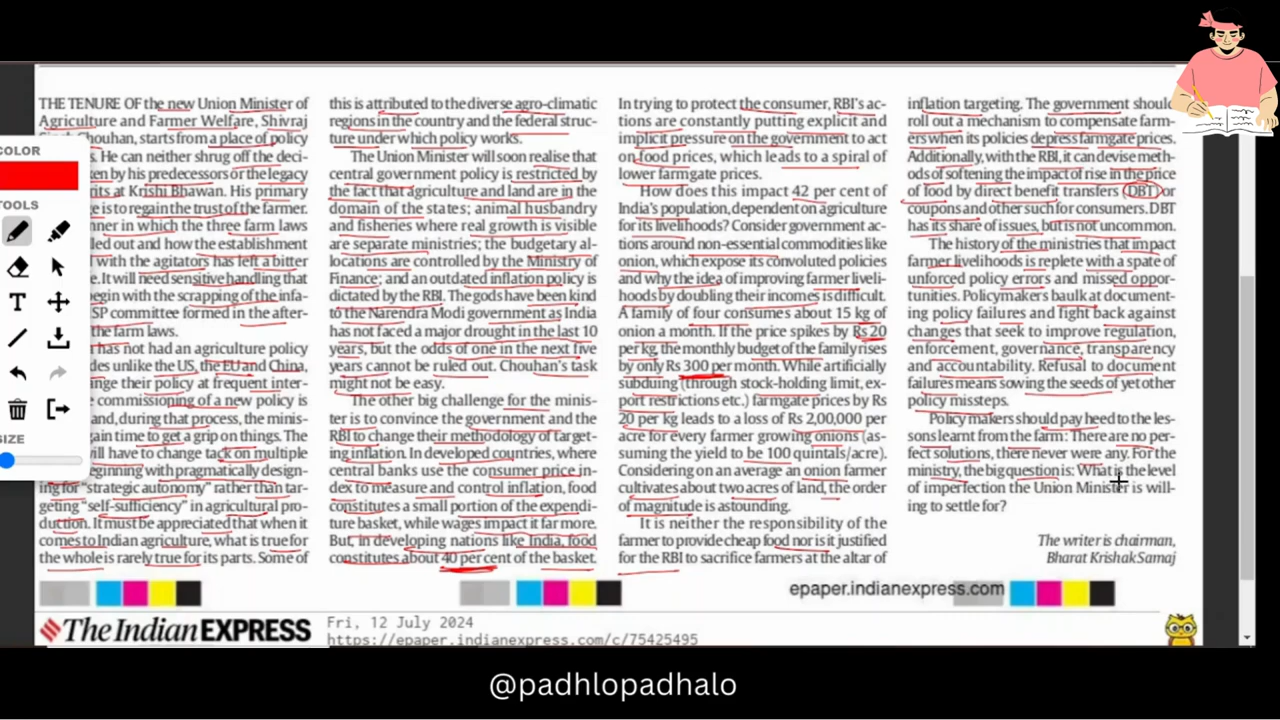 THE TENURE OF the new Union Minister of
Agriculture and Farmer Welfare, Shivraj
Chouhan, starts from a place of policy
s. He can neither shrug off the deci-
en by his predecessors or the legacy
rits at Krishi Bhawan. His primary
e is to regain the trust of the farmer.
nner in which the three farm laws
led out and how the establishment
with the agitators has left a bitter
e. It will need sensitive handling that
egin with the scrapping of the infa-
SP committee formed in the after-
the farm laws.
has not had an agriculture policy
des unlike the US, the EU and China,
nge their policy at frequent inter-
commissioning of a new policy is
and, during that process, the minis-
ain time to get a grip on things. The
ill have to change tack on multiple
eginning with pragmatically design-
ing for "strategic autonomy" rather than tar-
geting "self-sufficiency" in agricultural pro-
duction. It must be appreciated that when it
comes to Indian agriculture, what is true for
the whole is rarely true for its parts. Some of
this is attributed to the diverse agro-climatic
regions in the country and the federal struc-
ture under which policy works.
The Union Minister will soon realise that
central government policy is restricted by
the fact that agriculture and land are in the
domain of the states; animal husbandry
and fisheries where real growth is visible
are separate ministries; the budgetary al-
locations are controlled by the Ministry of
Finance; and an outdated inflation policy is
dictated by the RBI. The gods have been kind
to the Narendra Modi government as India
has not faced a major drought in the last 10
years, but the odds of one in the next five
years cannot be ruled out. Chouhan's task
might not be easy.
The other big challenge for the minis-
ter is to convince the government and the
RBI to change their methodology of target-
ing inflation. In developed countries, where
central banks use the consumer price in-
dex to measure and control inflation, food
constitutes a small portion of the expendi-
ture basket, while wages impact it far more.
But, in developing nations like India, food
constitutes about 40 per cent of the basket.
In trying to protect the consumer, RBI's ac-
tions are constantly putting explicit and
implicit pressure on the government to act
on food prices, which leads to a spiral of
lower farmgate prices.
How does this impact 42 per cent of
India's population, dependent on agriculture
for its livelihoods? Consider government ac-
tions around non-essential commodities like
onion, which expose its convoluted policies
and why the idea of improving farmer liveli-
hoods by doubling their incomes is difficult.
A family of four consumes about 15 kg of
onion a month. If the price spikes by Rs 20
per kg, the monthly budget of the family rises
by only Rs 300 per month. While artificially
subduing (through stock-holding limit, ex-
port restrictions etc.) farmgate prices by Rs
20 per kg leads to a loss of Rs 2,00,000 per
acre for every farmer growing onions (as-
suming the yield to be 100 quintals/acre).
Considering on an average an onion farmer
cultivates about two acres of land, the order
of magnitude is astounding.
It is neither the responsibility of the
farmer to provide cheap food nor is it justified
for the RBI to sacrifice farmers at the altar of
inflation targeting. The government should
roll out a mechanism to compensate farm-
ers when its policies depress farmgate prices.
Additionally, with the RBI, it can devise meth-
ods of softening the impact of rise in the price
of food by direct benefit transfers (DBT) or
coupons and other such for consumers. DBT
has its share of issues, but is not uncommon.
The history of the ministries that impact
farmer livelihoods is replete with a spate of
unforced policy errors and missed oppor-
tunities. Policymakers baulk at document-
ing policy failures and fight back against
changes that seek to improve regulation,
enforcement, governance, transparency
and accountability. Refusal to document
failures means sowing the seeds of yet other
policy missteps.
Policy makers should pay heed to the les-
sons learnt from the farm: There are no per-
fect solutions, there never were any. For the
ministry, the big question is: What is the level
of imperfection the Union Minister is will-
ing to settle for?
The writer is chairman,
Bharat Krishak Samaj
COLOR
TOOLS
T
SIZE
epaper.indianexpress.com
The Indian EXPRESS
Fri, 12 July 2024
https://epaper.indianexpress.com/c/75425495
@padhlopadhalo